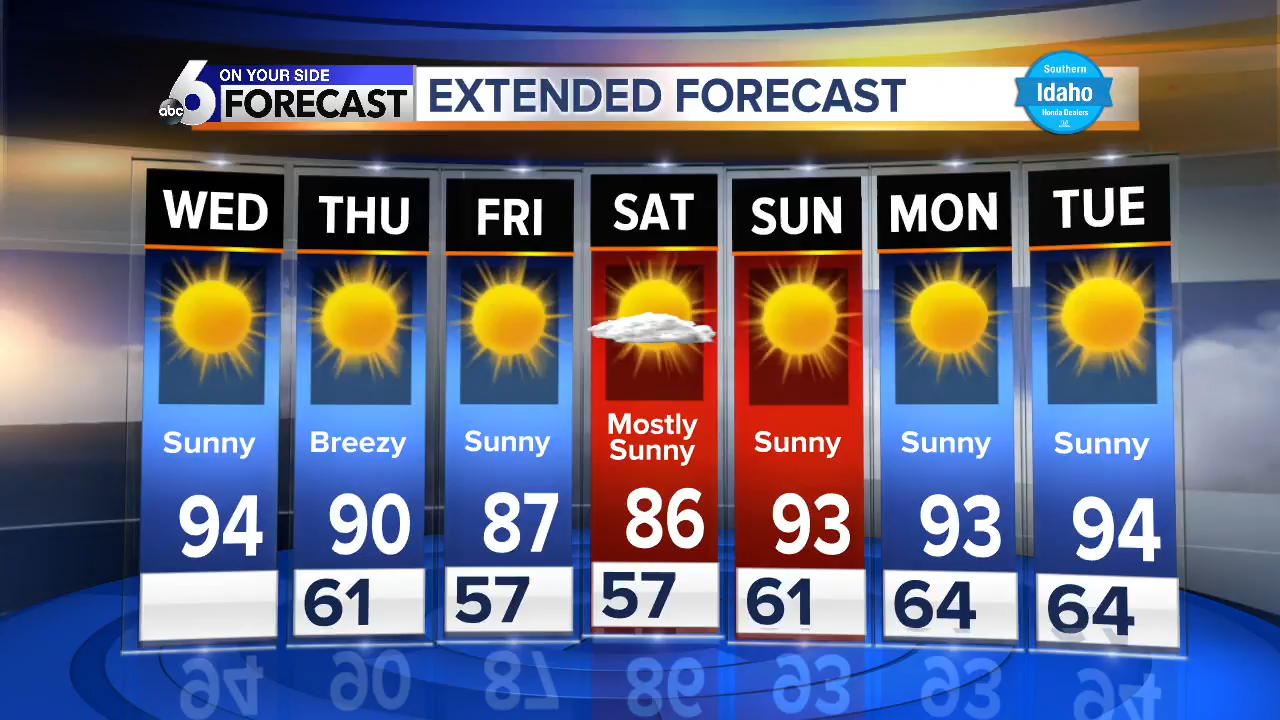 abc 6
ON YOUR SIDE
FORECAST
EXTENDED FORECAST
Southern
Idaho
Honda Dealers
WED THU FRI SAT SUN MON TUE
Sunny Breezy Sunny Mostly Sunny Sunny Sunny Sunny
94 90 87 86 93 93 94
61 57 57 61 64 64